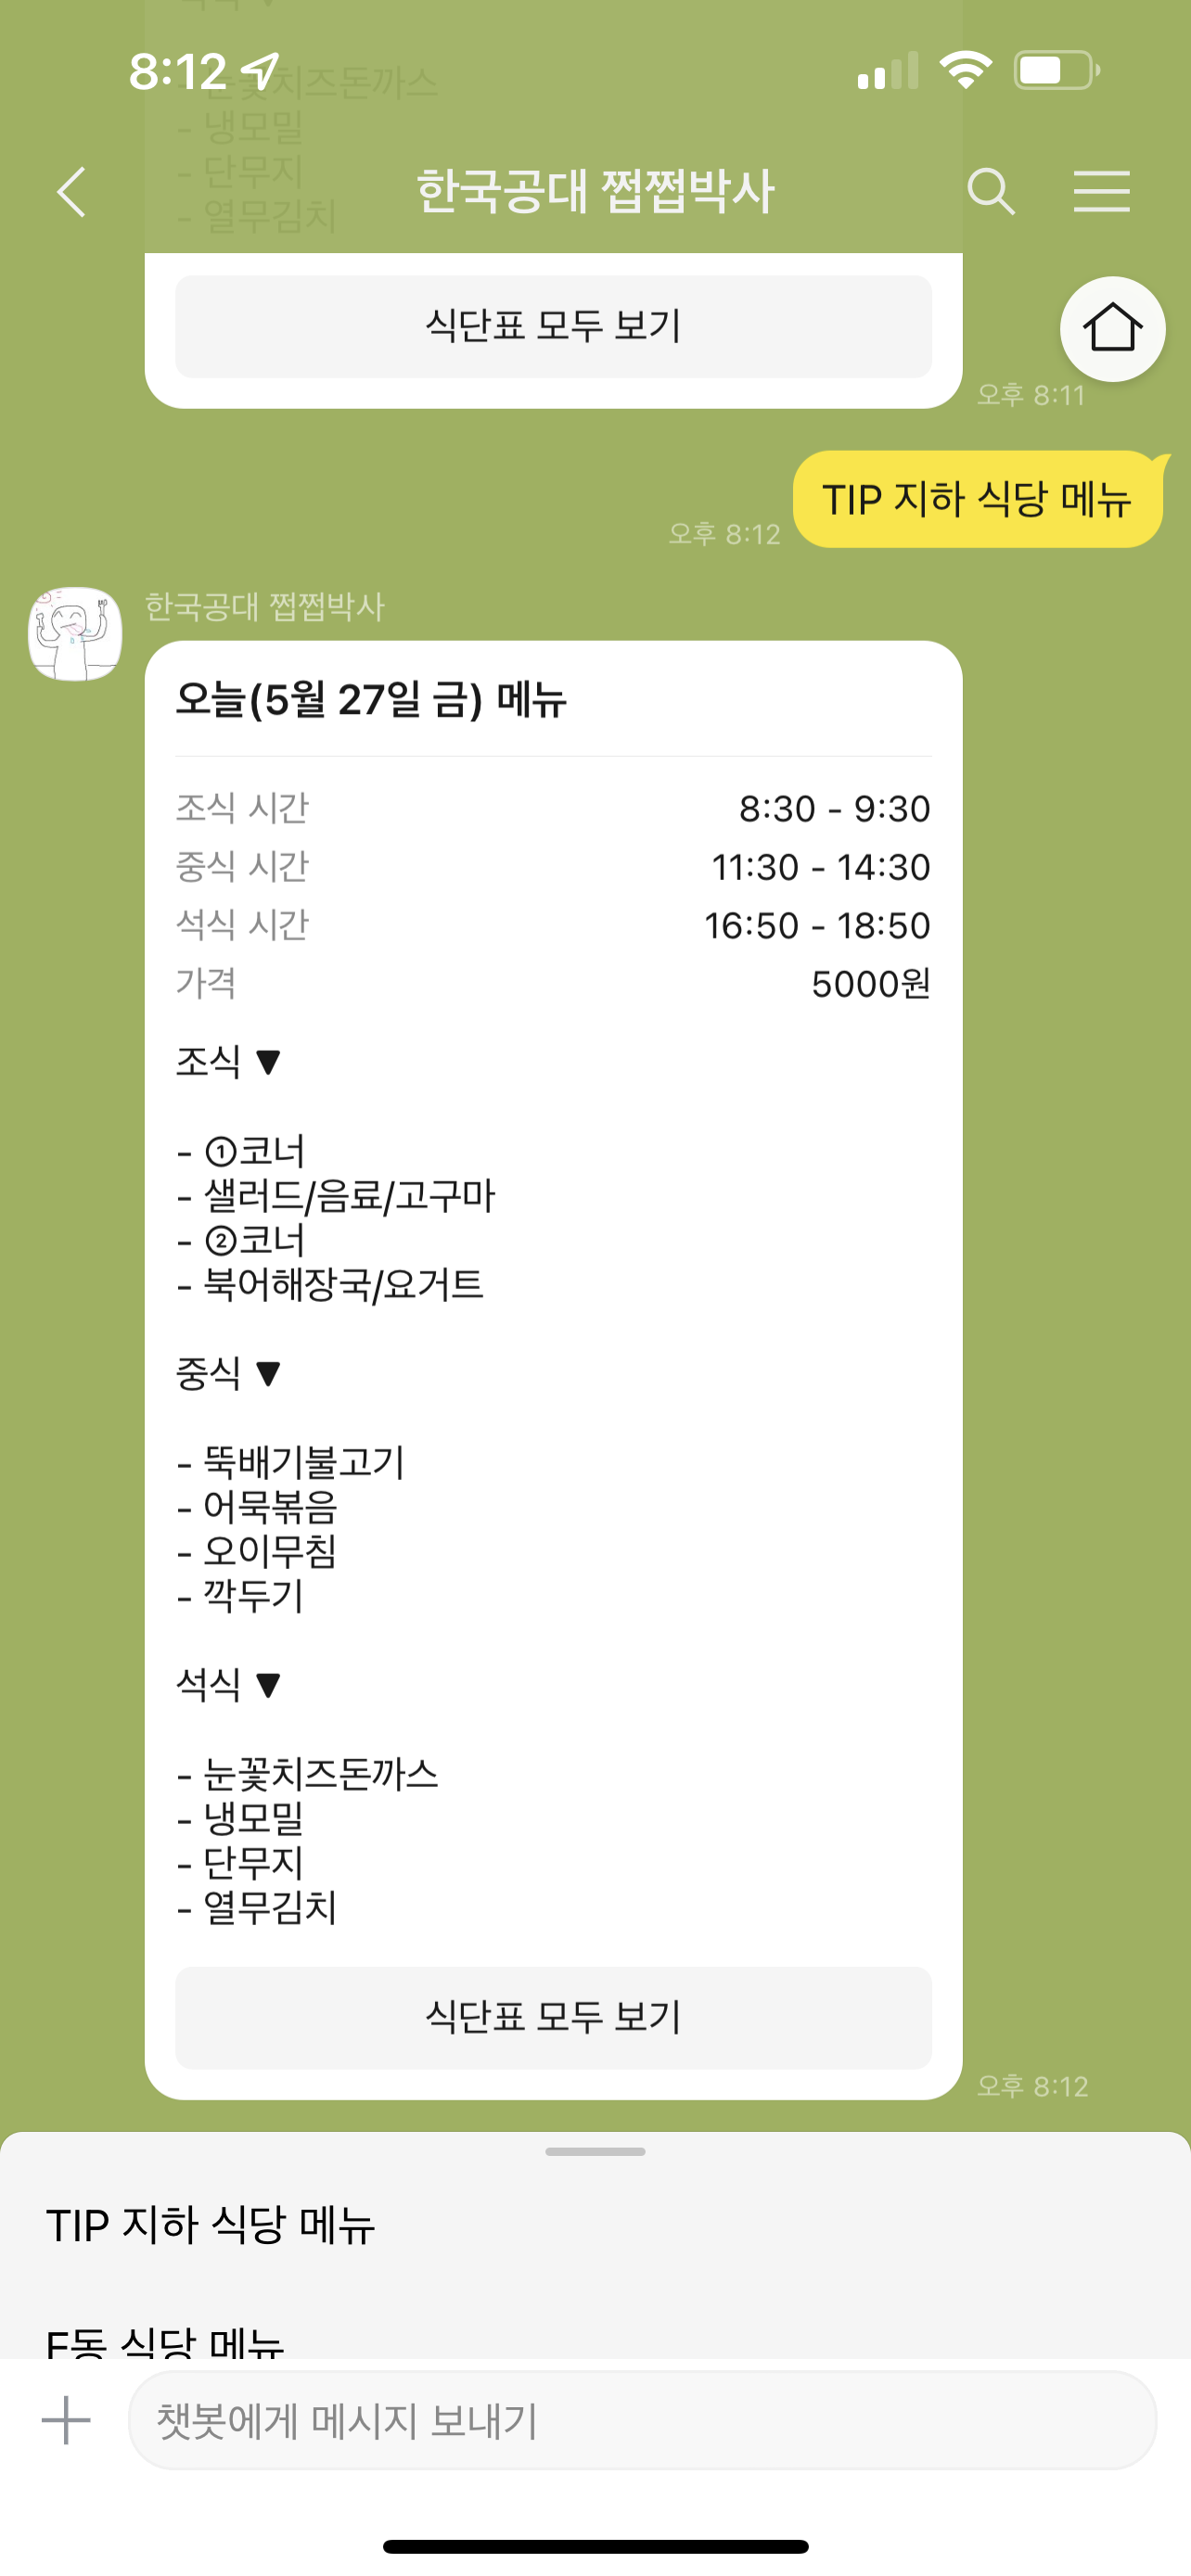 8:12
눈꽃치즈돈까스
- 냉모밀
- 단무지
- 열무김치
한국공대 쩝쩝박사
식단표 모두 보기
오후 8:11
TIP 지하 식당 메뉴
오후 8:12
한국공대 쩝쩝박사
오늘(5월 27일 금) 메뉴
조식 시간 8:30 - 9:30
중식 시간 11:30 - 14:30
석식 시간 16:50 - 18:50
가격 5000원
조식 ▼
- ①코너
- 샐러드/음료/고구마
- ②코너
- 북어해장국/요거트
중식 ▼
- 뚝배기불고기
- 어묵볶음
- 오이무침
- 깍두기
석식 ▼
- 눈꽃치즈돈까스
- 냉모밀
- 단무지
- 열무김치
식단표 모두 보기
오후 8:12
TIP 지하 식당 메뉴
E동 식당 메뉴
챗봇에게 메시지 보내기